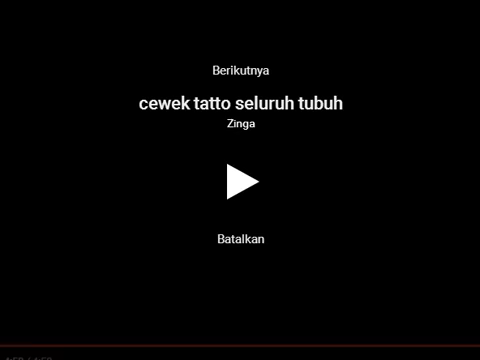 Berikutnya
cewek tatto seluruh tubuh
Zinga
Batalkan